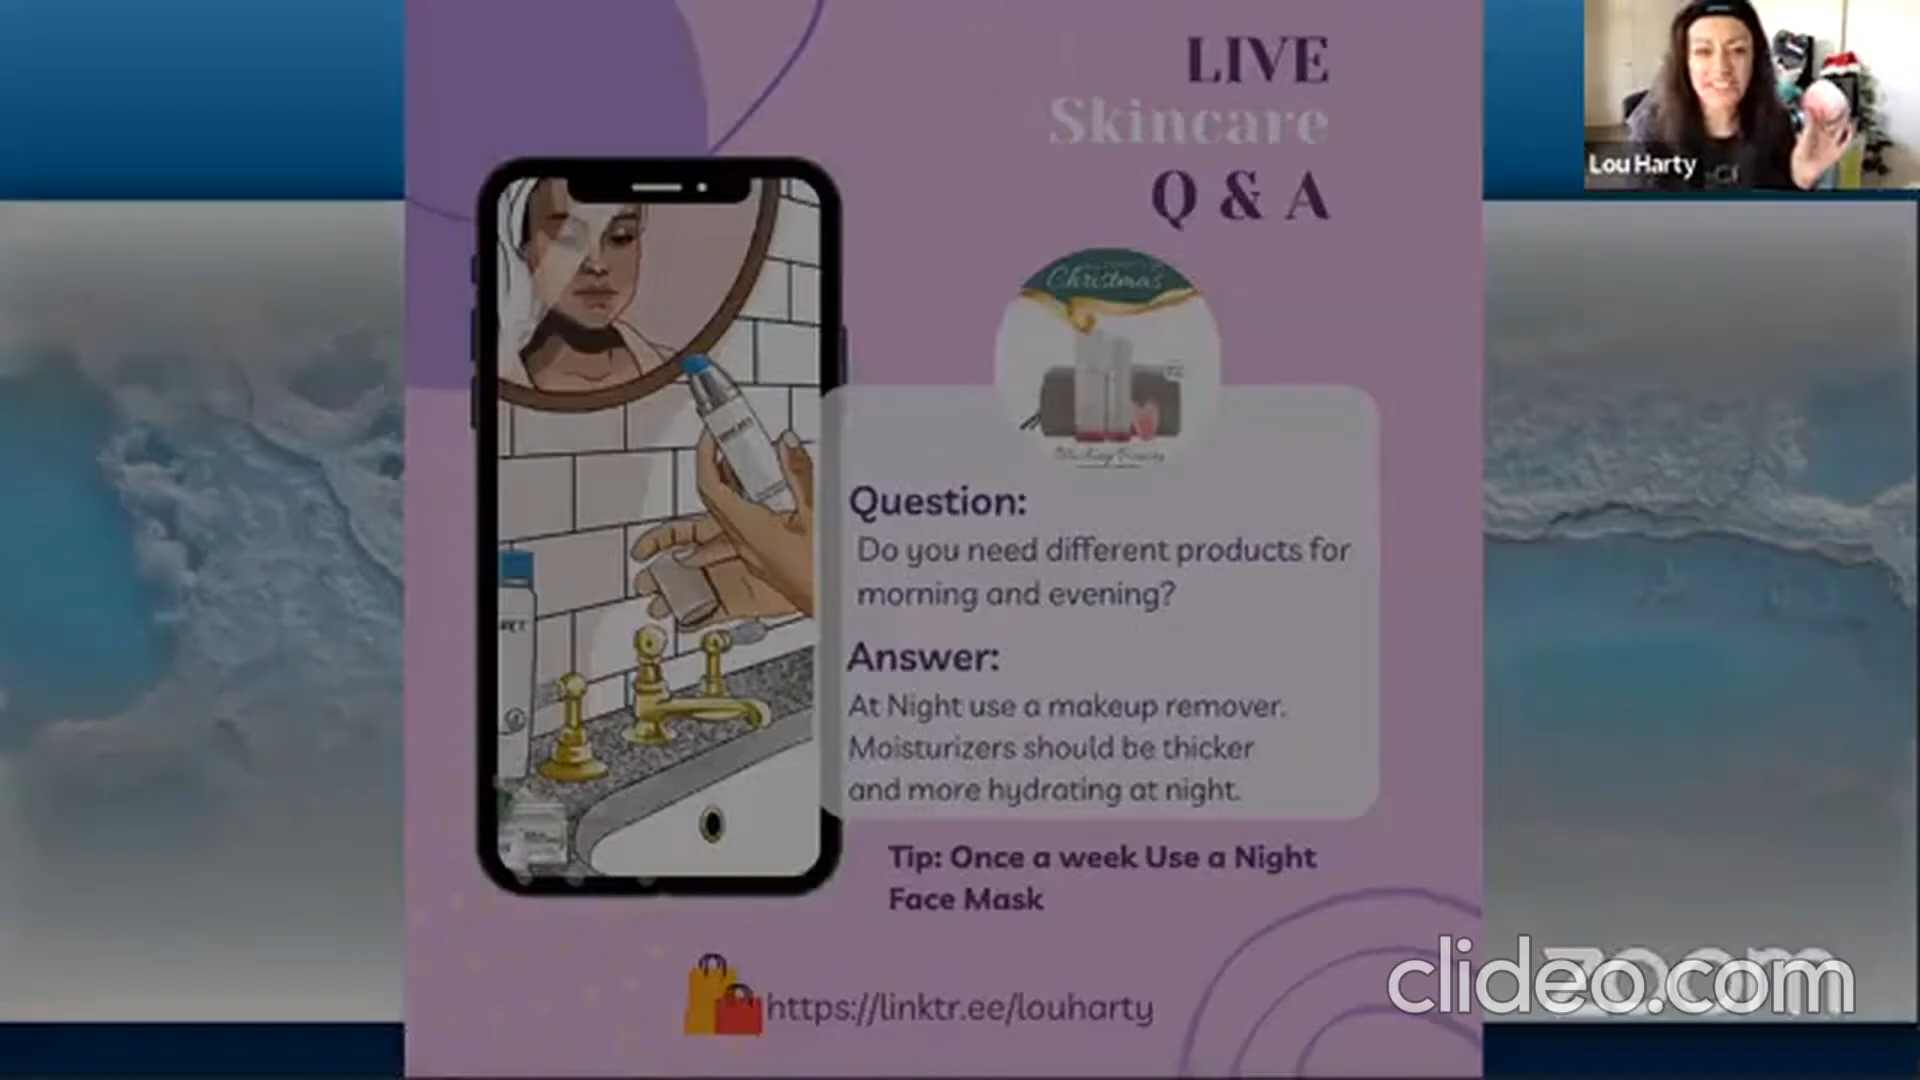 LIVE
Skincare
Q & A
Lou Harty
Christmas
Question:
Do you need different products for
morning and evening?
Answer:
At Night use a makeup remover.
Moisturizers should be thicker
and more hydrating at night.
Tip: Once a week Use a Night
Face Mask
https://linktr.ee/louharty
clideo.com
zoom